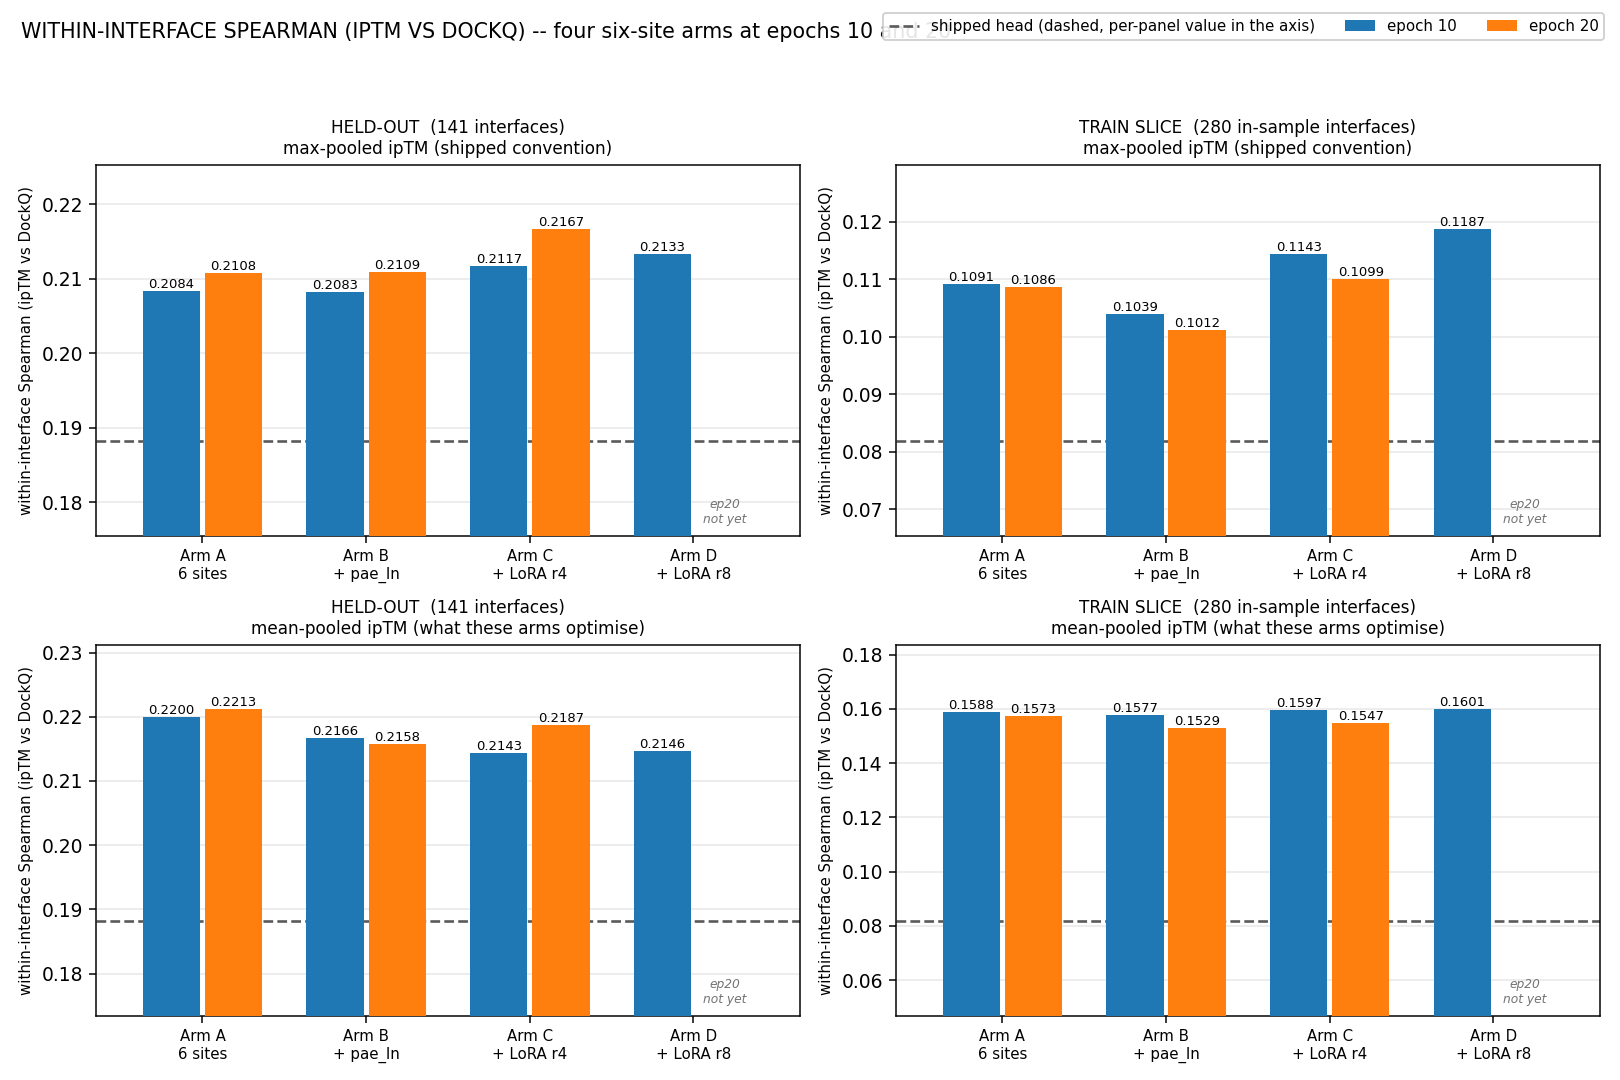 WITHIN-INTERFACE SPEARMAN (IPTM VS DOCKQ) -- four six-site arms at epochs 10 and 20
shipped head (dashed, per-panel value in the axis)
epoch 10
epoch 20
HELD-OUT  (141 interfaces)
max-pooled ipTM (shipped convention)
within-interface Spearman (ipTM vs DockQ)
0.22
0.21
0.20
0.19
0.18
0.2084
0.2108
0.2083
0.2109
0.2117
0.2167
0.2133
ep20
not yet
Arm A
6 sites
Arm B
+ pae_ln
Arm C
+ LoRA r4
Arm D
+ LoRA r8
TRAIN SLICE  (280 in-sample interfaces)
max-pooled ipTM (shipped convention)
within-interface Spearman (ipTM vs DockQ)
0.12
0.11
0.10
0.09
0.08
0.07
0.1091
0.1086
0.1039
0.1012
0.1143
0.1099
0.1187
ep20
not yet
Arm A
6 sites
Arm B
+ pae_ln
Arm C
+ LoRA r4
Arm D
+ LoRA r8
HELD-OUT  (141 interfaces)
mean-pooled ipTM (what these arms optimise)
within-interface Spearman (ipTM vs DockQ)
0.23
0.22
0.21
0.20
0.19
0.18
0.2200
0.2213
0.2166
0.2158
0.2143
0.2187
0.2146
ep20
not yet
Arm A
6 sites
Arm B
+ pae_ln
Arm C
+ LoRA r4
Arm D
+ LoRA r8
TRAIN SLICE  (280 in-sample interfaces)
mean-pooled ipTM (what these arms optimise)
within-interface Spearman (ipTM vs DockQ)
0.18
0.16
0.14
0.12
0.10
0.08
0.06
0.1588
0.1573
0.1577
0.1529
0.1597
0.1547
0.1601
ep20
not yet
Arm A
6 sites
Arm B
+ pae_ln
Arm C
+ LoRA r4
Arm D
+ LoRA r8